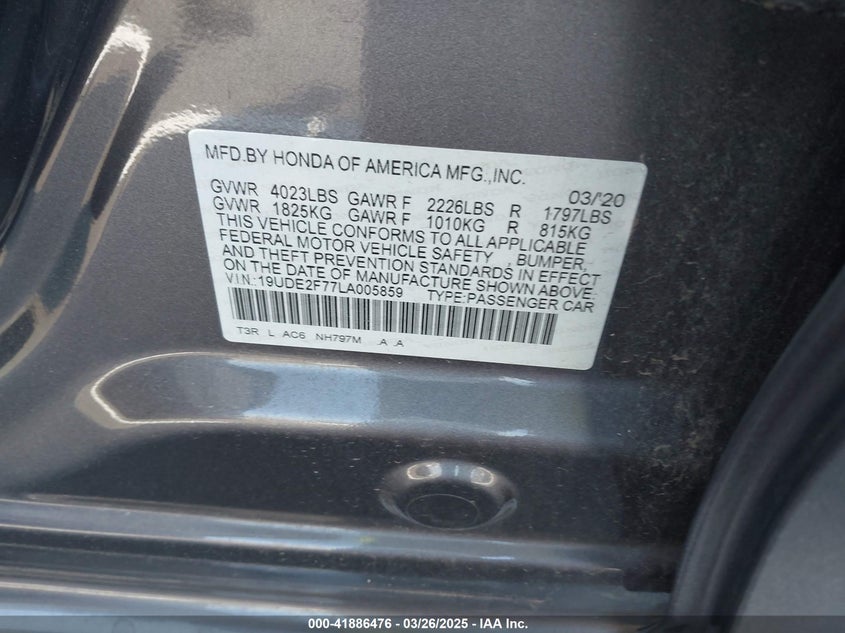 MFD.BY HONDA OF AMERICA MFG.,INC.
03/'20
GVWR 4023LBS GAWR F 2226LBS R 1797LBS
GVWR 1825KG GAWR F 1010KG R 815KG
THIS VEHICLE CONFORMS TO ALL APPLICABLE
FEDERAL MOTOR VEHICLE SAFETY , BUMPER,
AND THEFT PREVENTION STANDARDS IN EFFECT
ON THE DATE OF MANUFACTURE SHOWN ABOVE.
V I N.: 19UDE2F77LA005859 TYPE:PASSENGER CAR
T3R L AC6 NH797M .A .A
000-41886476 - 03/26/2025 - IAA Inc.